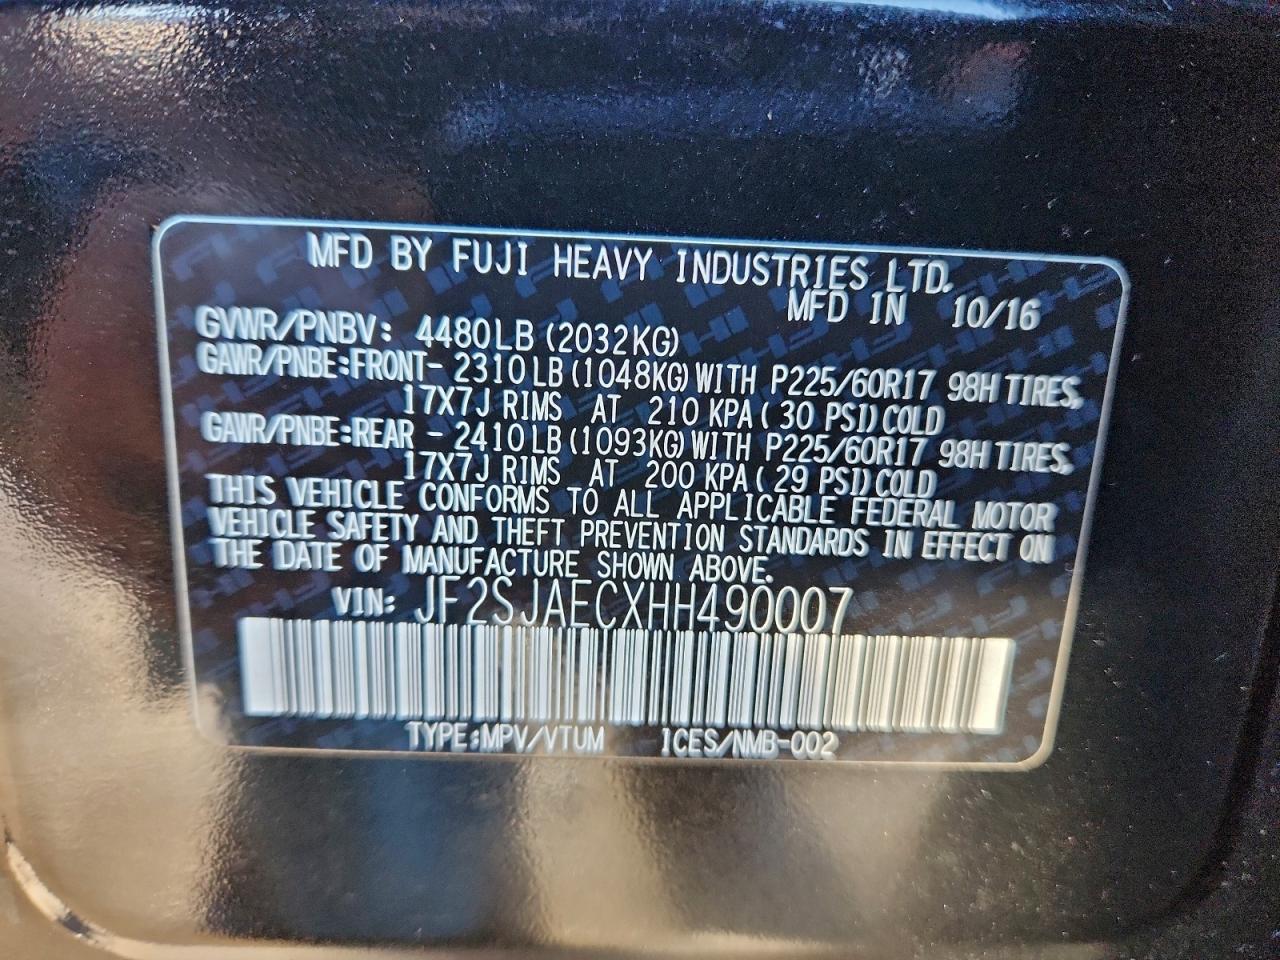 MFD BY FUJI HEAVY INDUSTRIES LTD.
MFD IN 10/16
GVWR/PNBV: 4480LB (2032KG)
GAWR/PNBE:FRONT- 2310 LB (1048KG) WITH P225/60R17 98H TIRES,
17X7J RIMS AT 210 KPA ( 30 PSI) COLD
GAWR/PNBE:REAR - 2410 LB (1093KG) WITH P225/60R17 98H TIRES,
17X7J RIMS AT 200 KPA ( 29 PSI) COLD
THIS VEHICLE CONFORMS TO ALL APPLICABLE FEDERAL MOTOR
VEHICLE SAFETY AND THEFT PREVENTION STANDARDS IN EFFECT ON
THE DATE OF MANUFACTURE SHOWN ABOVE.
VIN: JF2SJAECXHH490007
TYPE:MPV/VTUM ICES/NMB-002